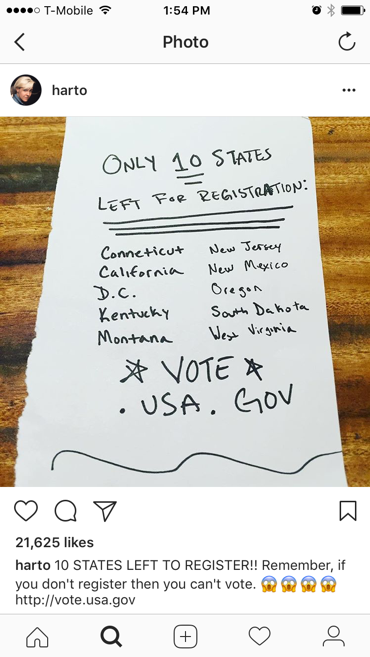 T-Mobile 1:54 PM
Photo
harto
ONLY 10 STATES
LEFT FOR REGISTRATION:
Conneticut New Jersey
California New Mexico
D.C. Oregon
Kentucky South Dakota
Montana West Virginia
☆ VOTE ☆
. USA. GOV
21,625 likes
harto 10 STATES LEFT TO REGISTER!! Remember, if
you don't register then you can't vote. 😱😱😱😱
http://vote.usa.gov